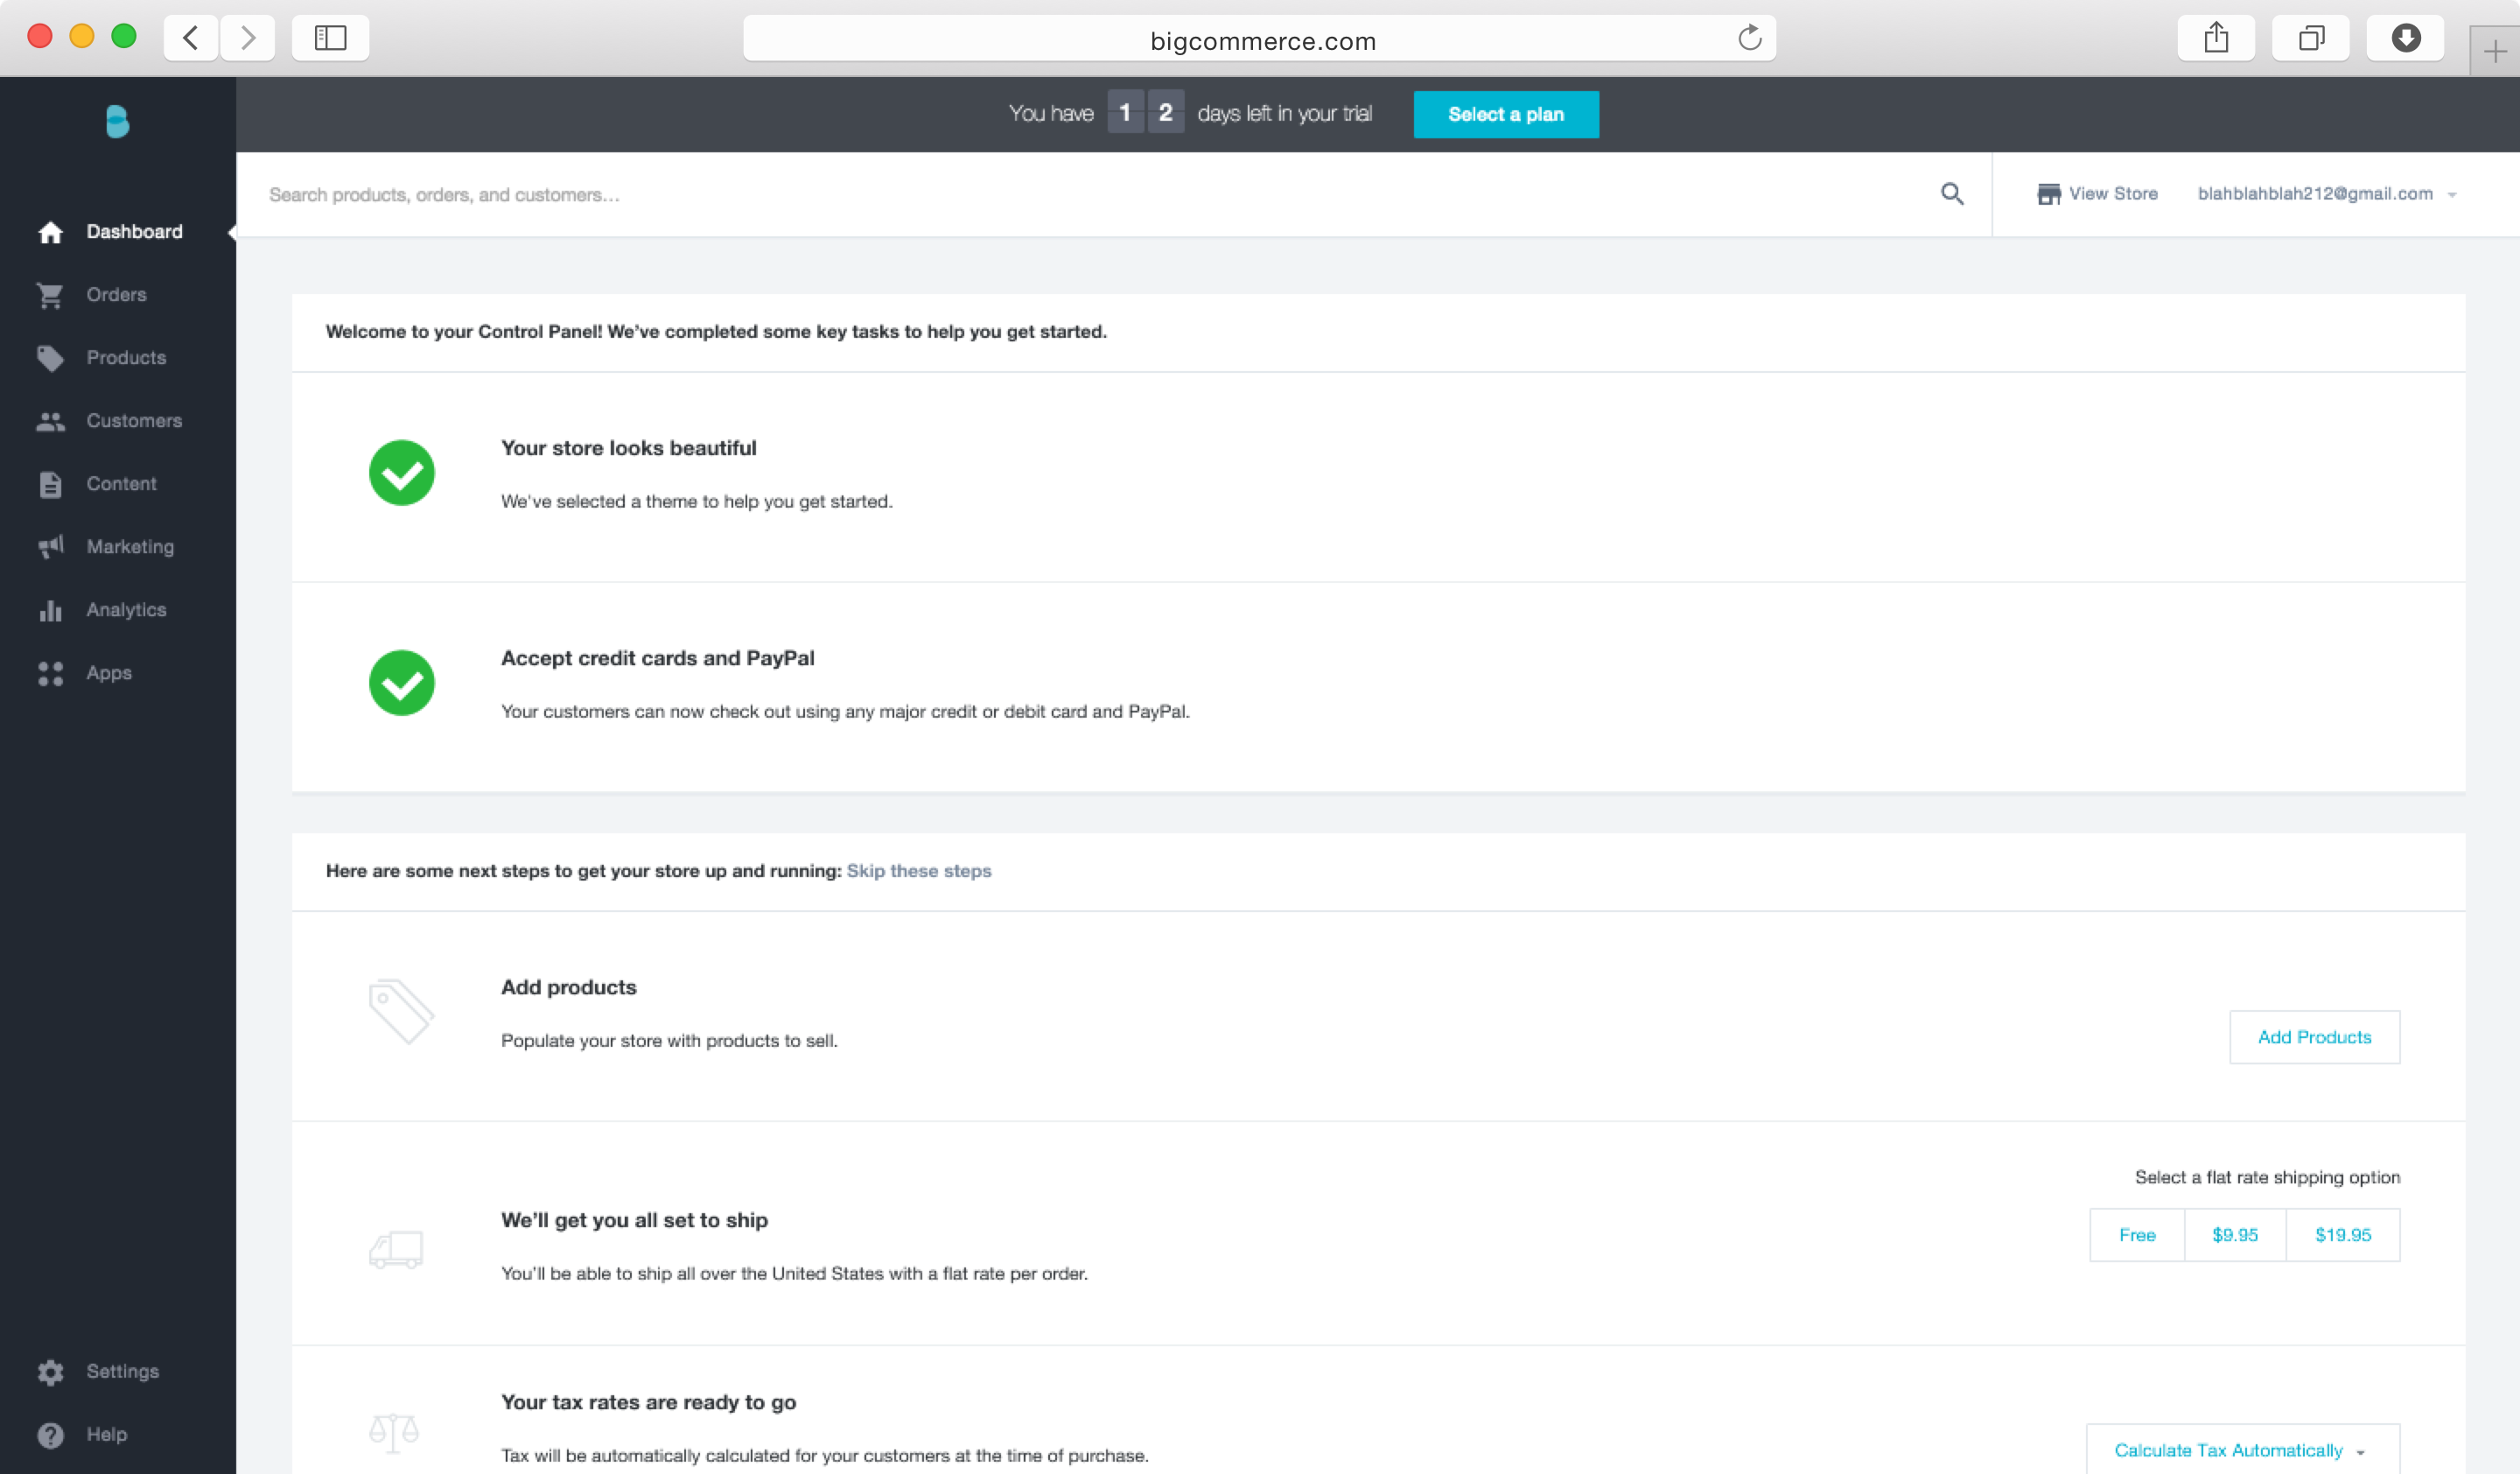 bigcommerce.com
You have 1 2 days left in your trial
Select a plan
Search products, orders, and customers...
View Store
blahblahblah212@gmail.com
Dashboard
Orders
Products
Customers
Content
Marketing
Analytics
Apps
Settings
Help
Welcome to your Control Panel! We've completed some key tasks to help you get started.
Your store looks beautiful
We've selected a theme to help you get started.
Accept credit cards and PayPal
Your customers can now check out using any major credit or debit card and PayPal.
Here are some next steps to get your store up and running: Skip these steps
Add products
Populate your store with products to sell.
Add Products
We'll get you all set to ship
You'll be able to ship all over the United States with a flat rate per order.
Select a flat rate shipping option
Free $9.95 $19.95
Your tax rates are ready to go
Tax will be automatically calculated for your customers at the time of purchase.
Calculate Tax Automatically